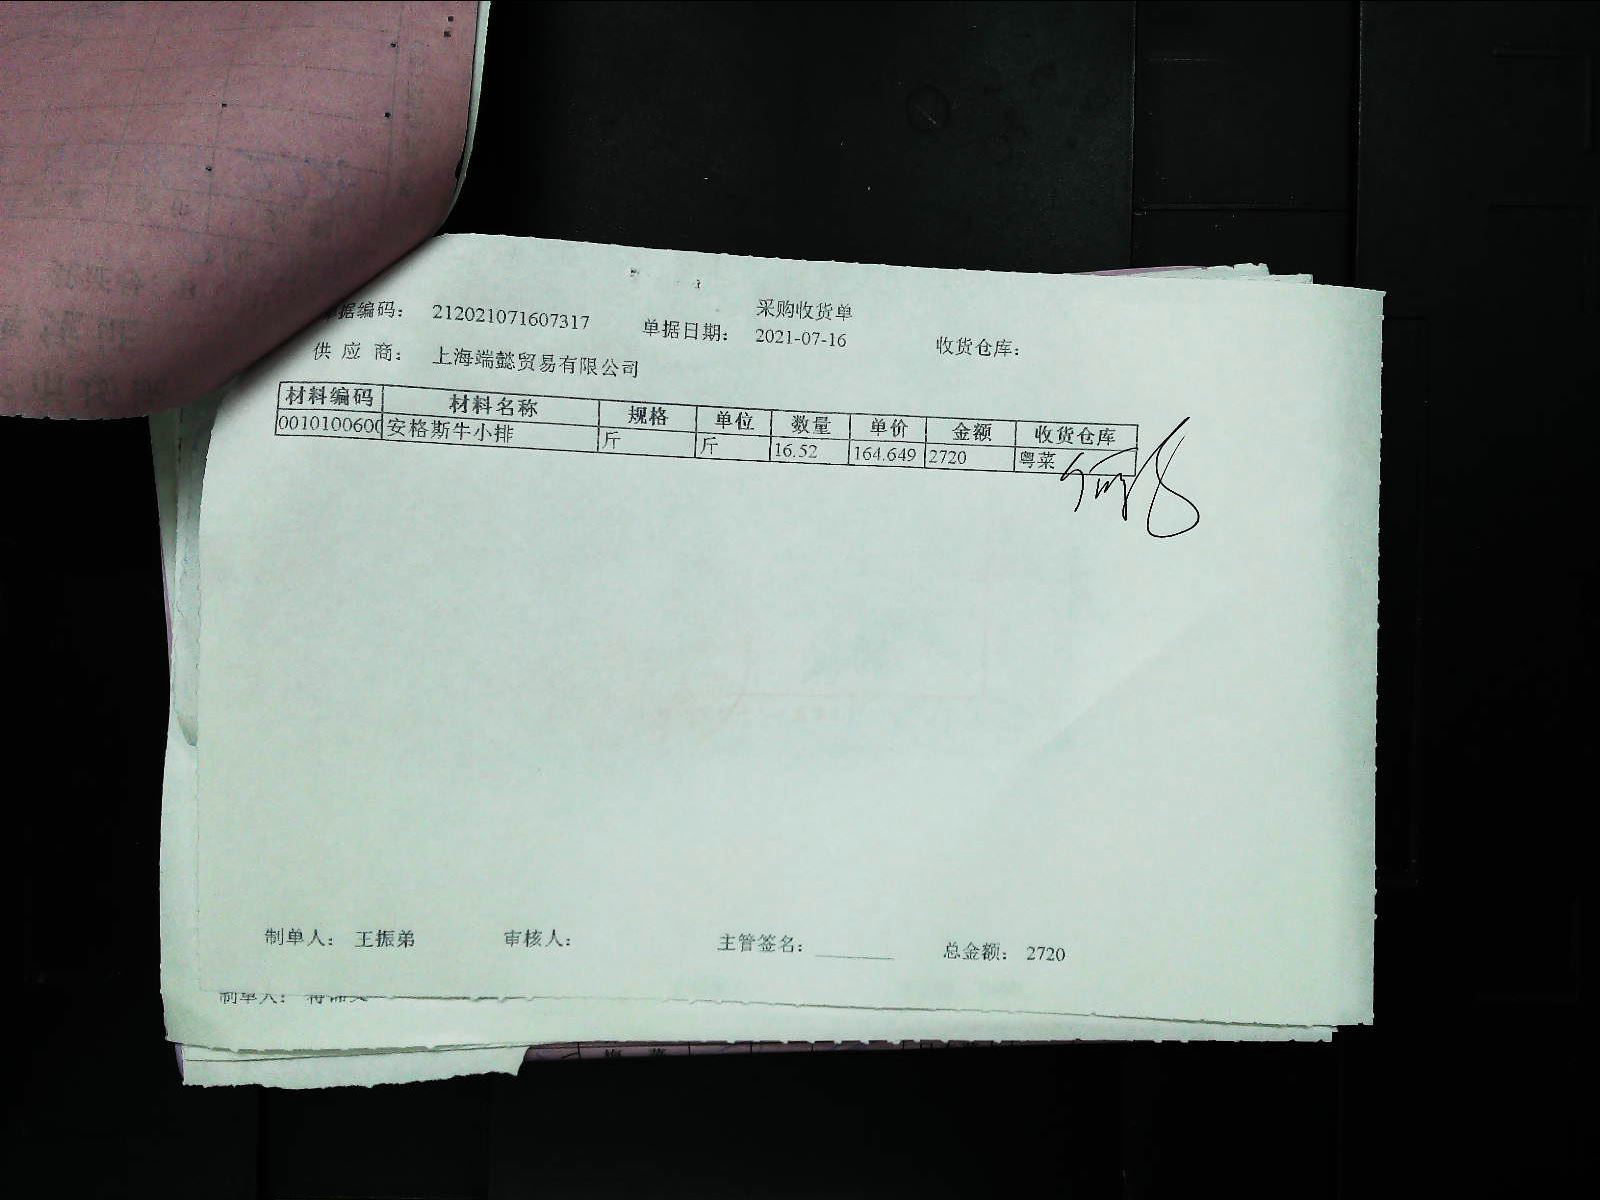 采购收货单
据编码： 212021071607317 单据日期： 2021-07-16 收货仓库：
供 应 商： 上海端懿贸易有限公司
材料编码 材料名称 规格 单位 数量 单价 金额 收货仓库
0010100600 安格斯牛小排 斤 斤 16.52 164.649 2720 粤菜
制单人： 王振弟 审核人： 主管签名： 总金额： 2720
制单人：